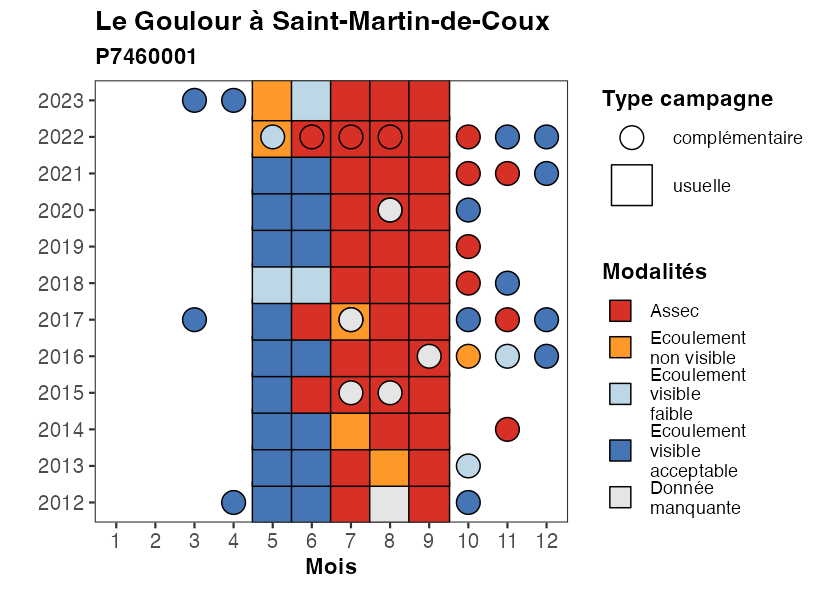 Le Goulour à Saint-Martin-de-Coux
P7460001
2023
2022
2021
2020
2019
2018
2017
2016
2015
2014
2013
2012
1 2 3 4 5 6 7 8 9 10 11 12
Mois
Type campagne
complémentaire
usuelle
Modalités
Assec
Ecoulement
non visible
Ecoulement
visible
faible
Ecoulement
visible
acceptable
Donnée
manquante